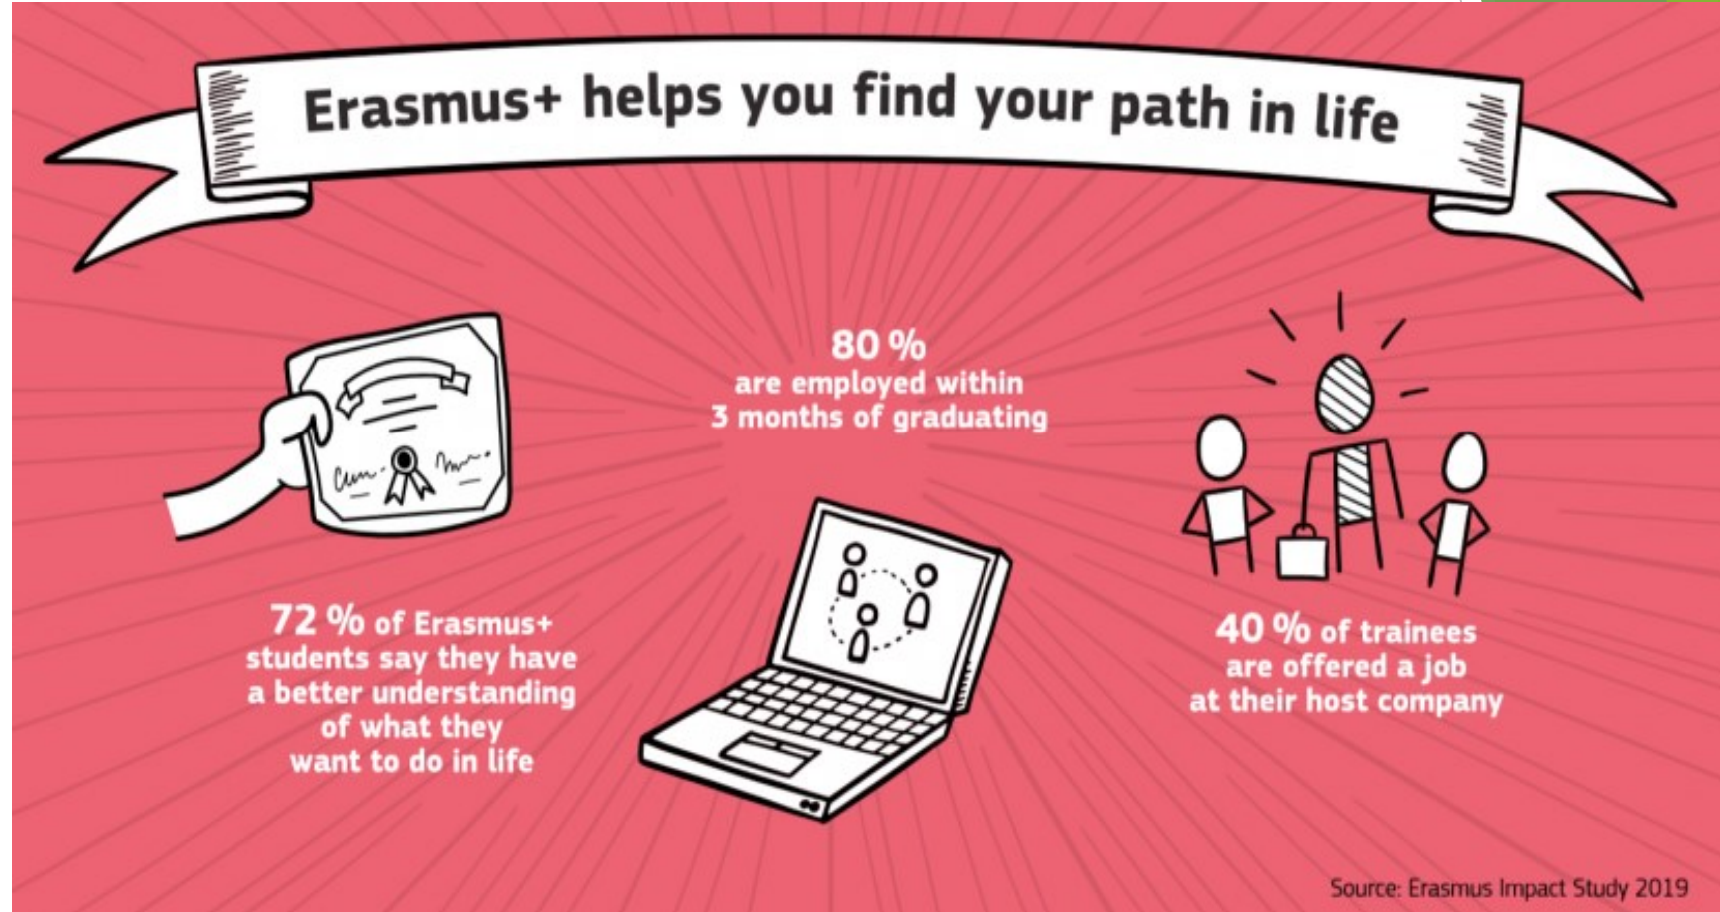 Erasmus+ helps you find your path in life
80 %
are employed within
3 months of graduating
72 % of Erasmus+
students say they have
a better understanding
of what they
want to do in life
40 % of trainees
are offered a job
at their host company
Source: Erasmus Impact Study 2019